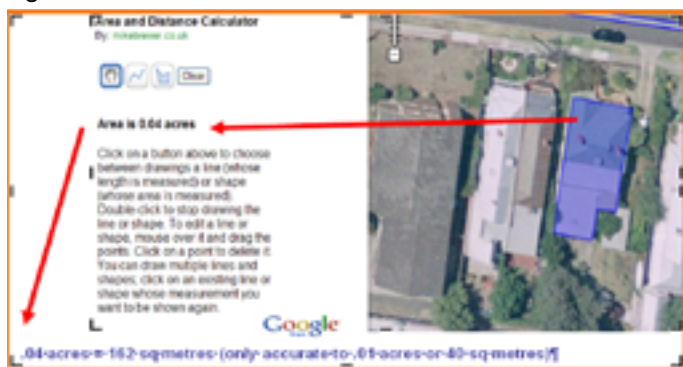 Area and Distance Calculator
By: mikebrewer.co.uk
Clear
Area is 0.04 acres
Click on a button above to choose
between drawings a line (whose
length is measured) or shape
(whose area is measured).
Double-click to stop drawing the
line or shape. To edit a line or
shape, mouse over it and drag the
points. Click on a point to delete it.
You can draw multiple lines and
shapes; click on an existing line or
shape whose measurement you
want to be shown again.
Google
.04·acres·=·162·sq·metres·(only·accurate·to·.01·acres·or·40·sq·metres)¶